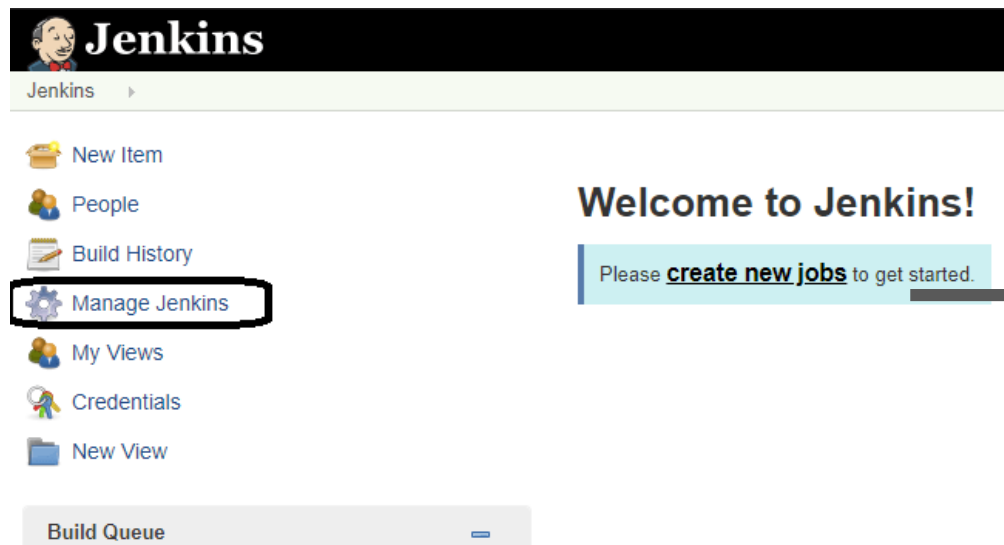 Jenkins
Jenkins
New Item
People
Build History
Manage Jenkins
My Views
Credentials
New View
Build Queue
Welcome to Jenkins!
Please create new jobs to get started.